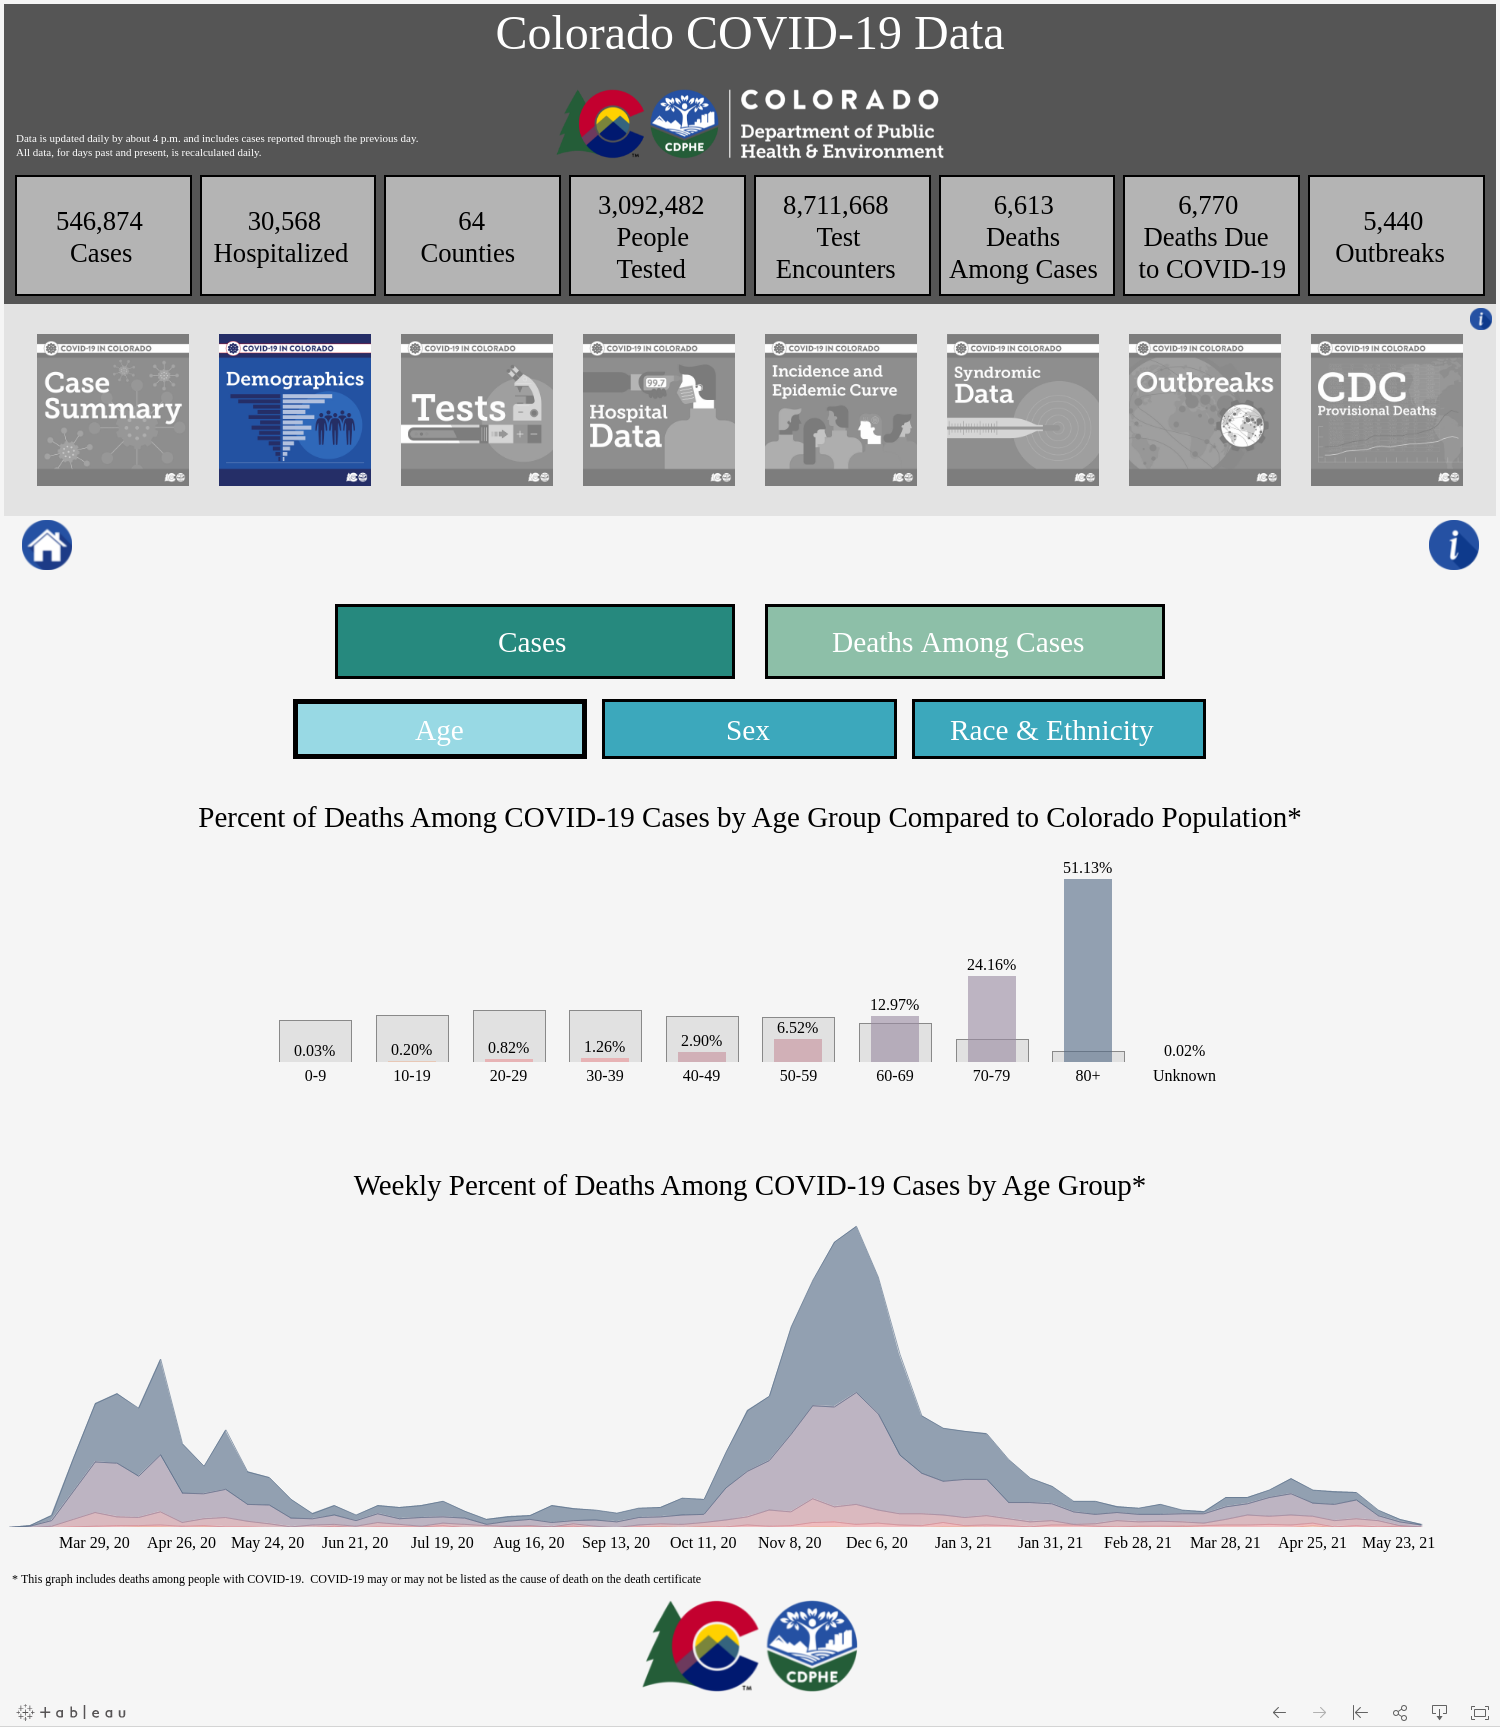 Colorado COVID-19 Data
COLORADO
Department of Public
Health & Environment
CDPHE
TM
Data is updated daily by about 4 p.m. and includes cases reported through the previous day.
All data, for days past and present, is recalculated daily.
546,874
Cases
30,568
Hospitalized
64
Counties
3,092,482
People
Tested
8,711,668
Test
Encounters
6,613
Deaths
Among Cases
6,770
Deaths Due
to COVID-19
5,440
Outbreaks
i
COVID-19 IN COLORADO
Case
Summary
COVID-19 IN COLORADO
Demographics
COVID-19 IN COLORADO
Tests
COVID-19 IN COLORADO
99.7
Hospital
Data
COVID-19 IN COLORADO
Incidence and
Epidemic Curve
COVID-19 IN COLORADO
Syndromic
Data
COVID-19 IN COLORADO
Outbreaks
COVID-19 IN COLORADO
CDC
Provisional Deaths
i
Cases
Deaths Among Cases
Age
Sex
Race & Ethnicity
Percent of Deaths Among COVID-19 Cases by Age Group Compared to Colorado Population*
0.03%
0.20%
0.82%
1.26%
2.90%
6.52%
12.97%
24.16%
51.13%
0.02%
0-9
10-19
20-29
30-39
40-49
50-59
60-69
70-79
80+
Unknown
Weekly Percent of Deaths Among COVID-19 Cases by Age Group*
Mar 29, 20
Apr 26, 20
May 24, 20
Jun 21, 20
Jul 19, 20
Aug 16, 20
Sep 13, 20
Oct 11, 20
Nov 8, 20
Dec 6, 20
Jan 3, 21
Jan 31, 21
Feb 28, 21
Mar 28, 21
Apr 25, 21
May 23, 21
* This graph includes deaths among people with COVID-19.  COVID-19 may or may not be listed as the cause of death on the death certificate
TM
CDPHE
+ableau